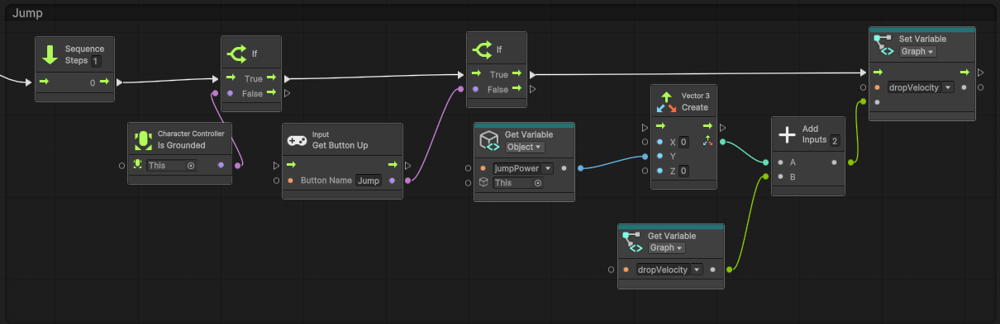 Jump
Sequence
Steps 1
0
If
True
False
Character Controller
Is Grounded
This
Input
Get Button Up
Button Name Jump
If
True
False
Get Variable
Object
jumpPower
This
Vector 3
Create
X 0
Y
Z 0
Get Variable
Graph
dropVelocity
Add
Inputs 2
A
B
Set Variable
Graph
dropVelocity